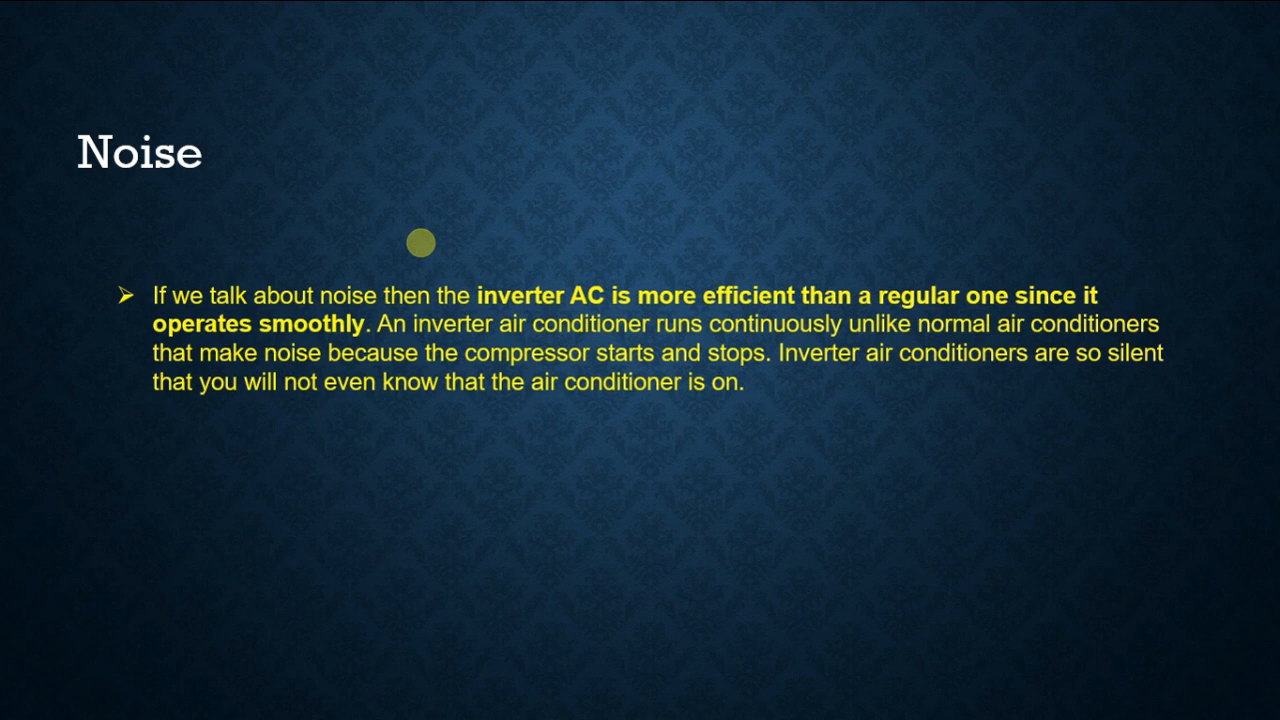 Noise
If we talk about noise then the inverter AC is more efficient than a regular one since it
operates smoothly. An inverter air conditioner runs continuously unlike normal air conditioners
that make noise because the compressor starts and stops. Inverter air conditioners are so silent
that you will not even know that the air conditioner is on.